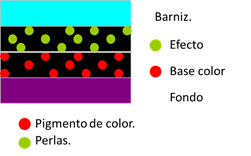 Barniz.
Efecto
Base color
Fondo
Pigmento de color.
Perlas.